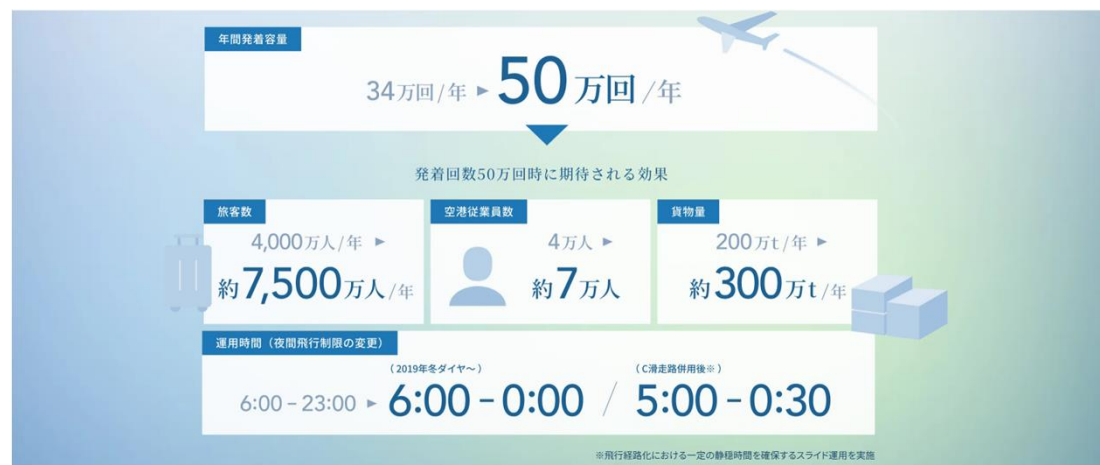 年間発着容量
34万回/年 ▶ 50万回/年
発着回数50万回時に期待される効果
旅客数
4,000万人/年 ▶
約7,500万人/年
空港従業員数
4万人 ▶
約7万人
貨物量
200万t/年 ▶
約300万t/年
運用時間（夜間飛行制限の変更）
（2019年冬ダイヤ～）
（C滑走路併用後※）
6:00 – 23:00 ▶ 6:00 – 0:00 / 5:00 – 0:30
※飛行経路化における一定の静穏時間を確保するスライド運用を実施